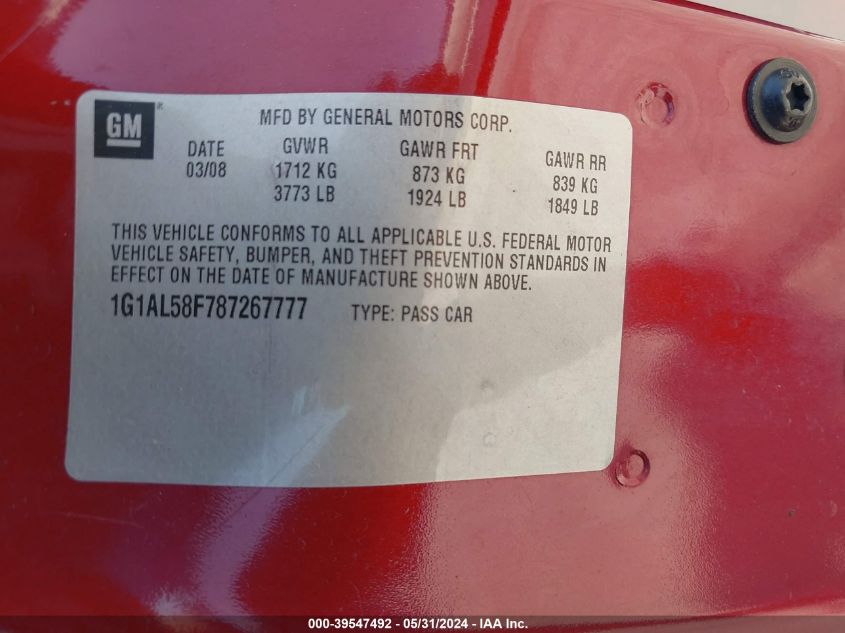 GM ®
MFD BY GENERAL MOTORS CORP.
DATE GVWR GAWR FRT GAWR RR
03/08 1712 KG 873 KG 839 KG
3773 LB 1924 LB 1849 LB
THIS VEHICLE CONFORMS TO ALL APPLICABLE U.S. FEDERAL MOTOR
VEHICLE SAFETY, BUMPER, AND THEFT PREVENTION STANDARDS IN
EFFECT ON THE DATE OF MANUFACTURE SHOWN ABOVE.
1G1AL58F787267777 TYPE: PASS CAR
000-39547492 - 05/31/2024 - IAA Inc.